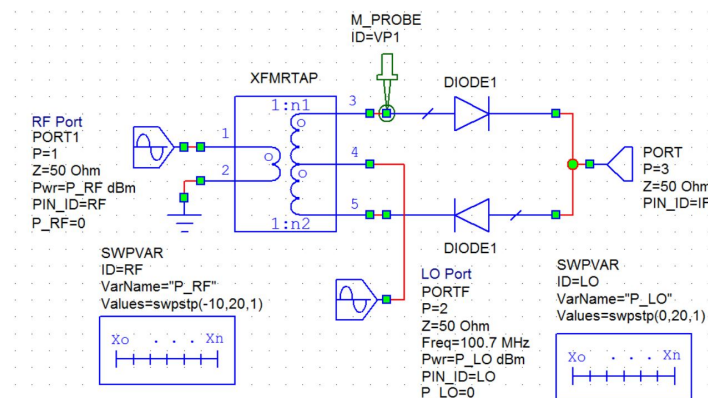 M_PROBE
ID=VP1
XFMRTAP
DIODE1
1:n1
3
RF Port
PORT1
P=1
Z=50 Ohm
Pwr=P_RF dBm
PIN_ID=RF
P_RF=0
1
2
4
PORT
P=3
Z=50 Ohm
PIN_ID=IF
5
1:n2
DIODE1
SWPVAR
ID=RF
VarName="P_RF"
Values=swpstp(-10,20,1)
Xo . . . Xn
LO Port
PORTF
P=2
Z=50 Ohm
Freq=100.7 MHz
Pwr=P_LO dBm
PIN_ID=LO
P_LO=0
SWPVAR
ID=LO
VarName="P_LO"
Values=swpstp(0,20,1)
Xo . . . Xn